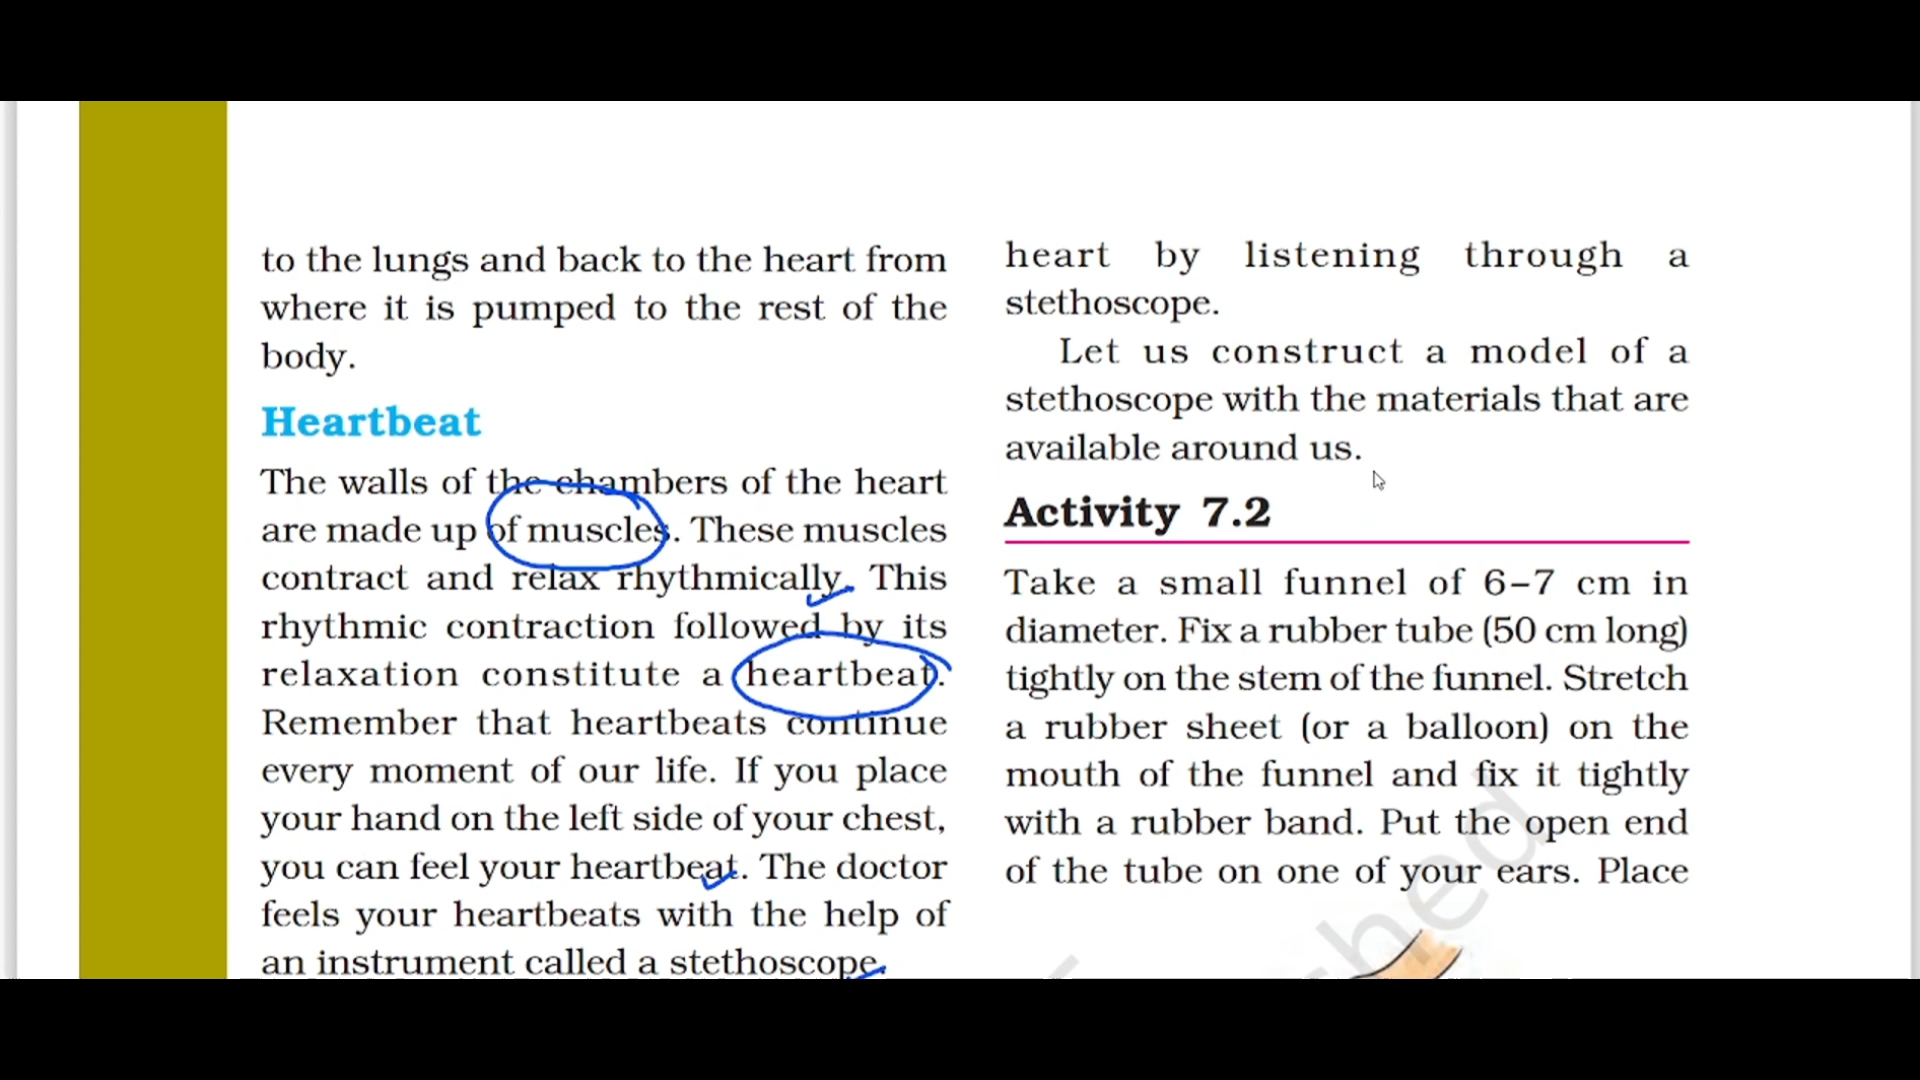 to the lungs and back to the heart from
where it is pumped to the rest of the
body.
Heartbeat
The walls of the chambers of the heart
are made up of muscles. These muscles
contract and relax rhythmically. This
rhythmic contraction followed by its
relaxation constitute a heartbeat.
Remember that heartbeats continue
every moment of our life. If you place
your hand on the left side of your chest,
you can feel your heartbeat. The doctor
feels your heartbeats with the help of
an instrument called a stethoscope.
heart by listening through a
stethoscope.
Let us construct a model of a
stethoscope with the materials that are
available around us.
Activity 7.2
Take a small funnel of 6–7 cm in
diameter. Fix a rubber tube (50 cm long)
tightly on the stem of the funnel. Stretch
a rubber sheet (or a balloon) on the
mouth of the funnel and fix it tightly
with a rubber band. Put the open end
of the tube on one of your ears. Place